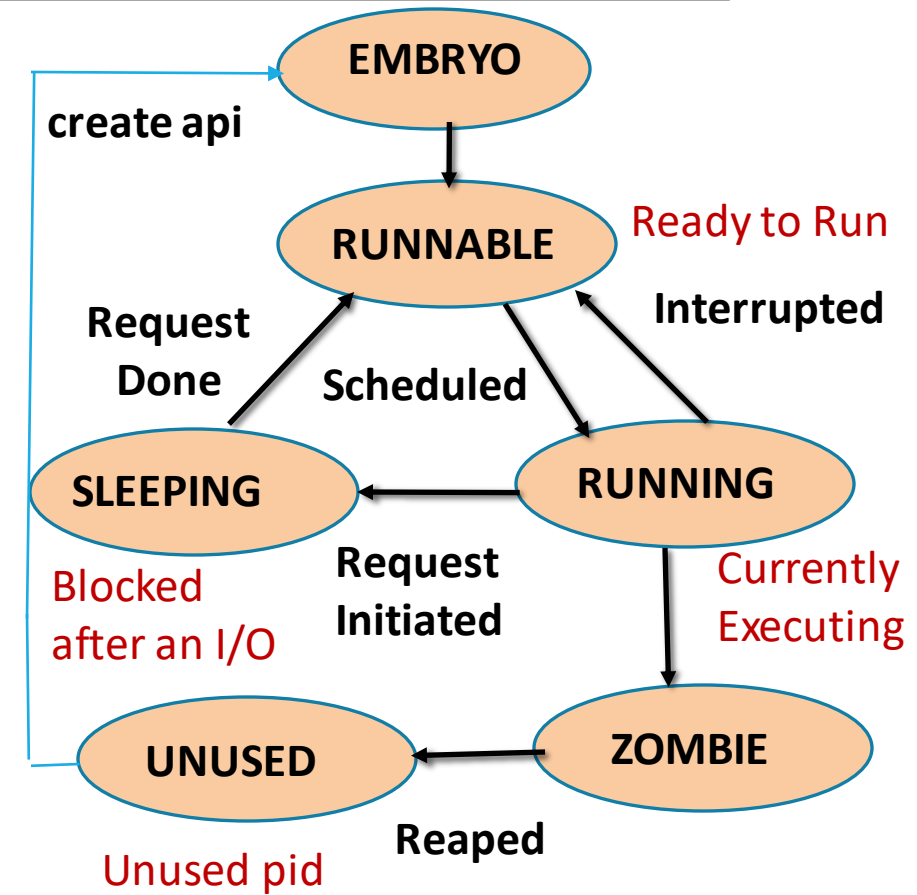 EMBRYO
create api
RUNNABLE
Ready to Run
Interrupted
Request
Done
Scheduled
SLEEPING
RUNNING
Request
Initiated
Blocked
after an I/O
Currently
Executing
UNUSED
ZOMBIE
Reaped
Unused pid